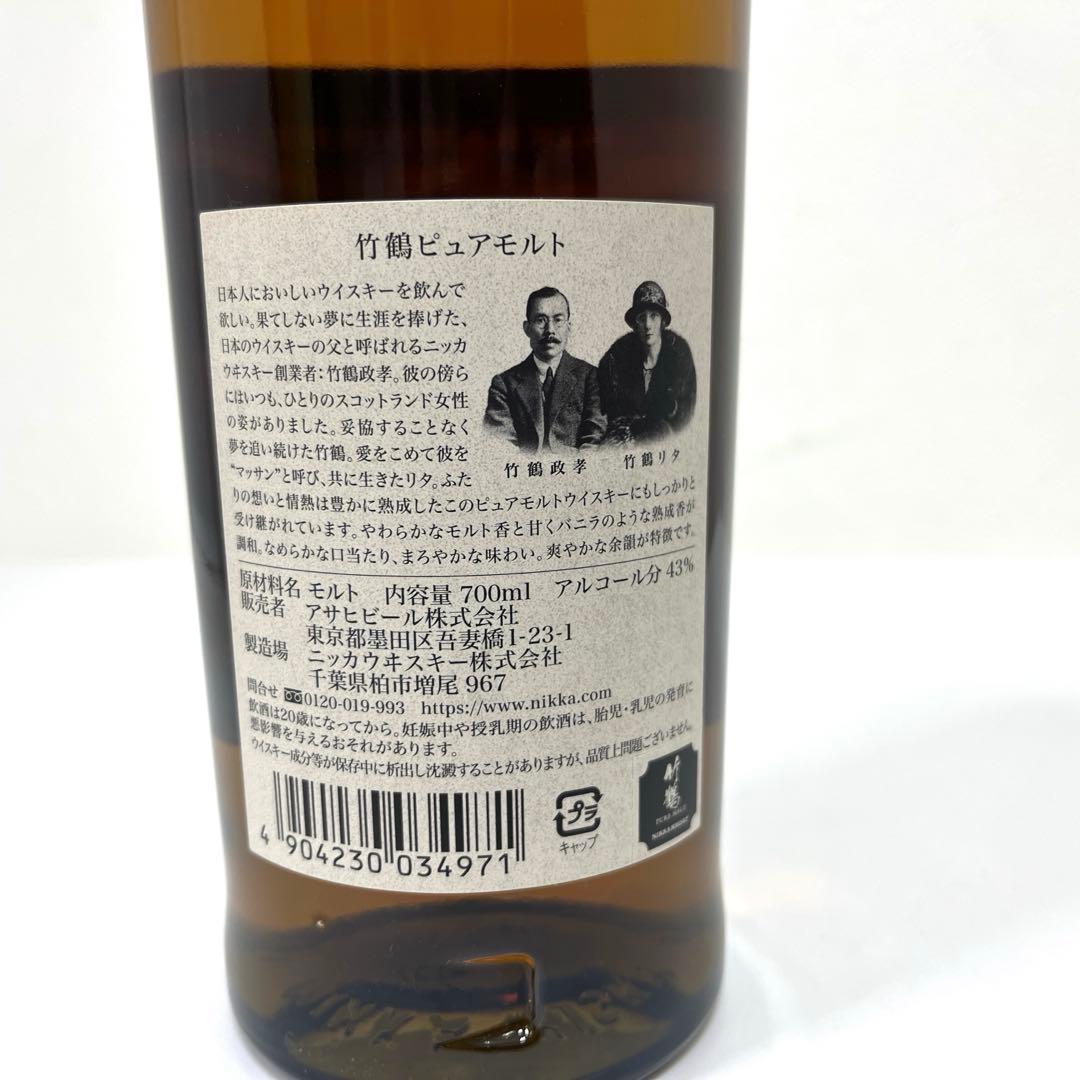 竹鶴ピュアモルト
日本人においしいウイスキーを飲んで
欲しい。果てしない夢に生涯を捧げた、
日本のウイスキーの父と呼ばれるニッカ
ウヰスキー創業者：竹鶴政孝。彼の傍ら
にはいつも、ひとりのスコットランド女性
の姿がありました。妥協することなく
夢を追い続けた竹鶴。愛をこめて彼を
“マッサン”と呼び、共に生きたリタ。ふた
りの想いと情熱は豊かに熟成したこのピュアモルトウイスキーにもしっかりと
受け継がれています。やわらかなモルト香と甘くバニラのような熟成香が
調和。なめらかな口当たり、まろやかな味わい。爽やかな余韻が特徴です。
竹鶴政孝 竹鶴リタ
原材料名 モルト 内容量 700ml アルコール分 43%
販売者 アサヒビール株式会社
東京都墨田区吾妻橋1-23-1
製造場 ニッカウヰスキー株式会社
千葉県柏市増尾 967
問合せ 0120-019-993 https://www.nikka.com
飲酒は20歳になってから。妊娠中や授乳期の飲酒は、胎児・乳児の発育に
悪影響を与えるおそれがあります。
ウイスキー成分等が保存中に析出し沈澱することがありますが、品質上問題ございません。
4 904230 034971
プラ
キャップ
竹鶴
PURE MALT
NIKKA WHISKY